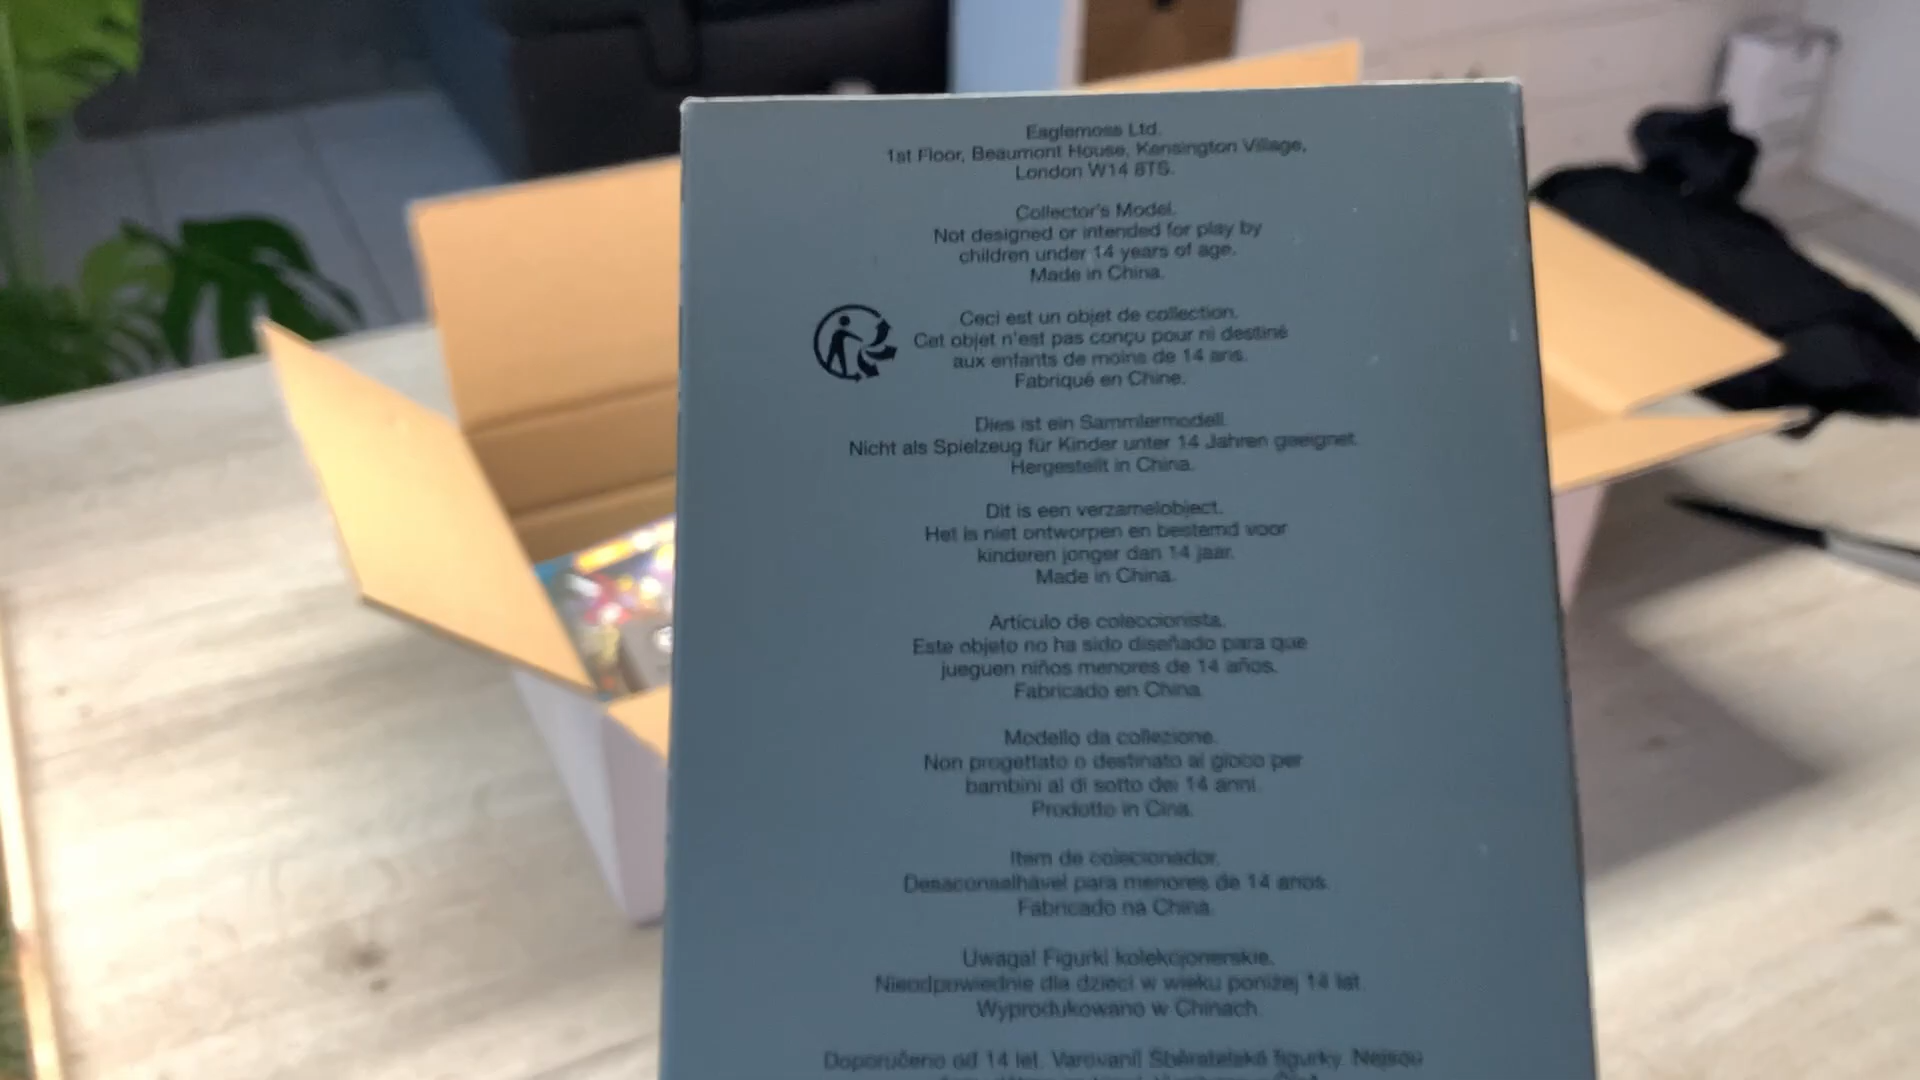 Eaglemoss Ltd.
1st Floor, Beaumont House, Kensington Village,
London W14 8TS.
Collector's Model.
Not designed or intended for play by
children under 14 years of age.
Made in China.
Ceci est un objet de collection.
Cet objet n'est pas conçu pour ni destiné
aux enfants de moins de 14 ans.
Fabriqué en Chine.
Dies ist ein Sammlermodell.
Nicht als Spielzeug für Kinder unter 14 Jahren geeignet.
Hergestellt in China.
Dit is een verzamelobject.
Het is niet ontworpen en bestemd voor
kinderen jonger dan 14 jaar.
Made in China.
Artículo de coleccionista.
Este objeto no ha sido diseñado para que
jueguen niños menores de 14 años.
Fabricado en China.
Modello da collezione.
Non progettato o destinato al gioco per
bambini al di sotto dei 14 anni.
Prodotto in Cina.
Item de colecionador.
Desaconselhável para menores de 14 anos.
Fabricado na China.
Uwaga! Figurki kolekcjonerskie.
Nieodpowiednie dla dzieci w wieku poniżej 14 lat.
Wyprodukowano w Chinach.
Doporučeno od 14 let. Varování! Sběratelské figurky. Nejsou